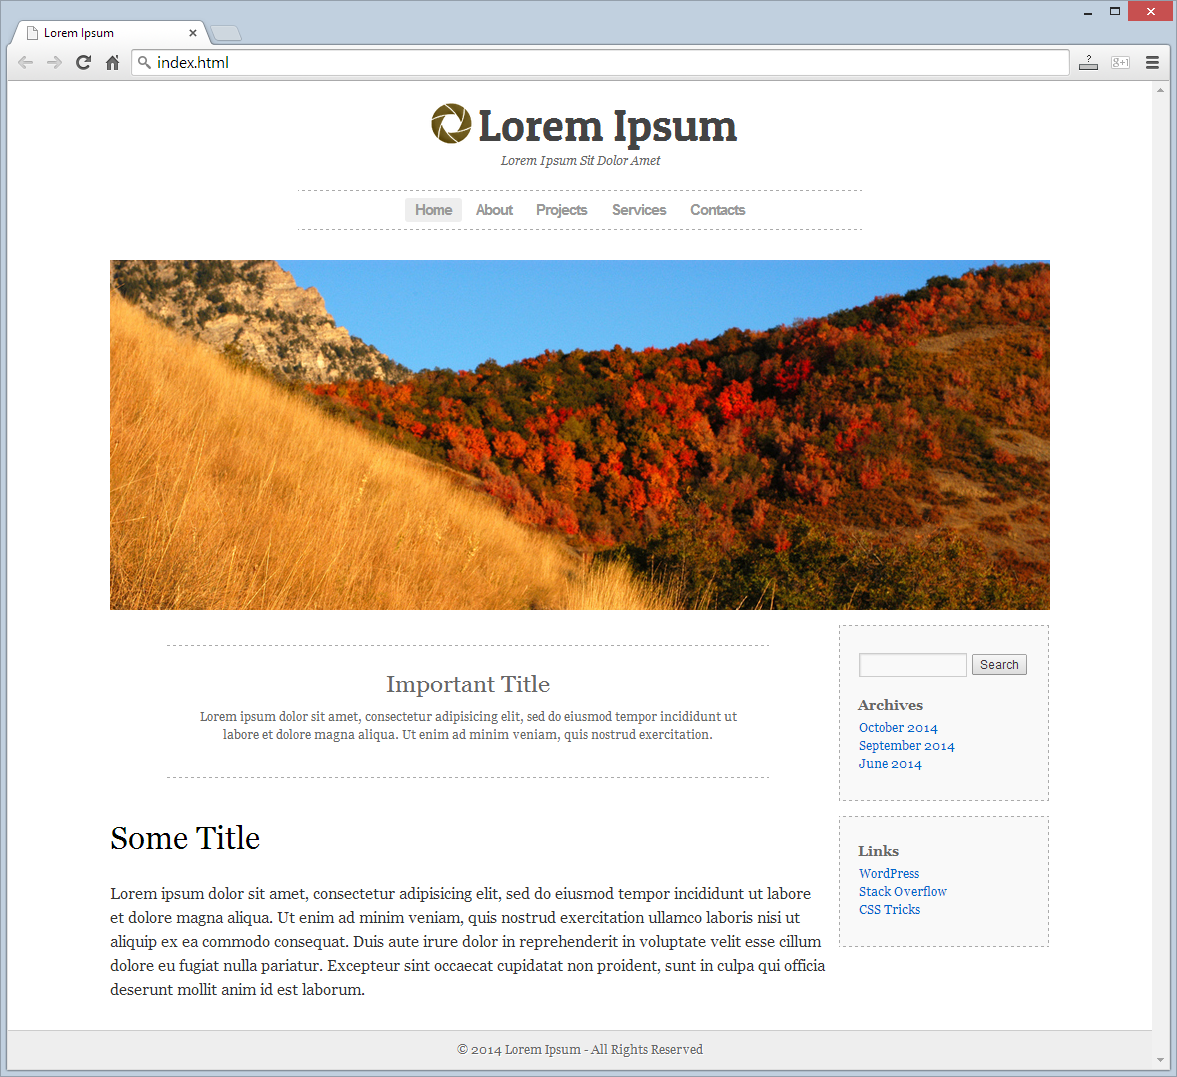 Lorem Ipsum
index.html
?
g+1
Lorem Ipsum
Lorem Ipsum Sit Dolor Amet
Home About Projects Services Contacts
Important Title
Lorem ipsum dolor sit amet, consectetur adipisicing elit, sed do eiusmod tempor incididunt ut
labore et dolore magna aliqua. Ut enim ad minim veniam, quis nostrud exercitation.
Some Title
Lorem ipsum dolor sit amet, consectetur adipisicing elit, sed do eiusmod tempor incididunt ut labore
et dolore magna aliqua. Ut enim ad minim veniam, quis nostrud exercitation ullamco laboris nisi ut
aliquip ex ea commodo consequat. Duis aute irure dolor in reprehenderit in voluptate velit esse cillum
dolore eu fugiat nulla pariatur. Excepteur sint occaecat cupidatat non proident, sunt in culpa qui officia
deserunt mollit anim id est laborum.
Search
Archives
October 2014
September 2014
June 2014
Links
WordPress
Stack Overflow
CSS Tricks
© 2014 Lorem Ipsum - All Rights Reserved